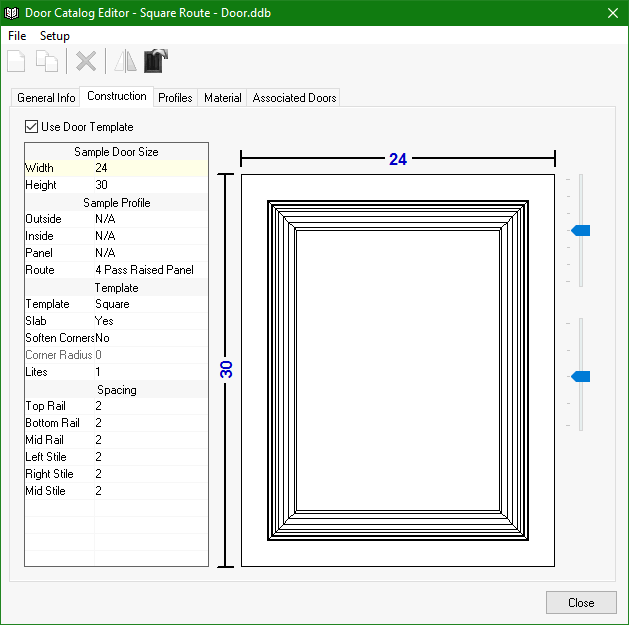 Door Catalog Editor - Square Route - Door.ddb
File Setup
General Info Construction Profiles Material Associated Doors
Use Door Template
Sample Door Size
Width 24
Height 30
Sample Profile
Outside N/A
Inside N/A
Panel N/A
Route 4 Pass Raised Panel
Template
Template Square
Slab Yes
Soften Corners No
Corner Radius 0
Lites 1
Spacing
Top Rail 2
Bottom Rail 2
Mid Rail 2
Left Stile 2
Right Stile 2
Mid Stile 2
24
30
Close